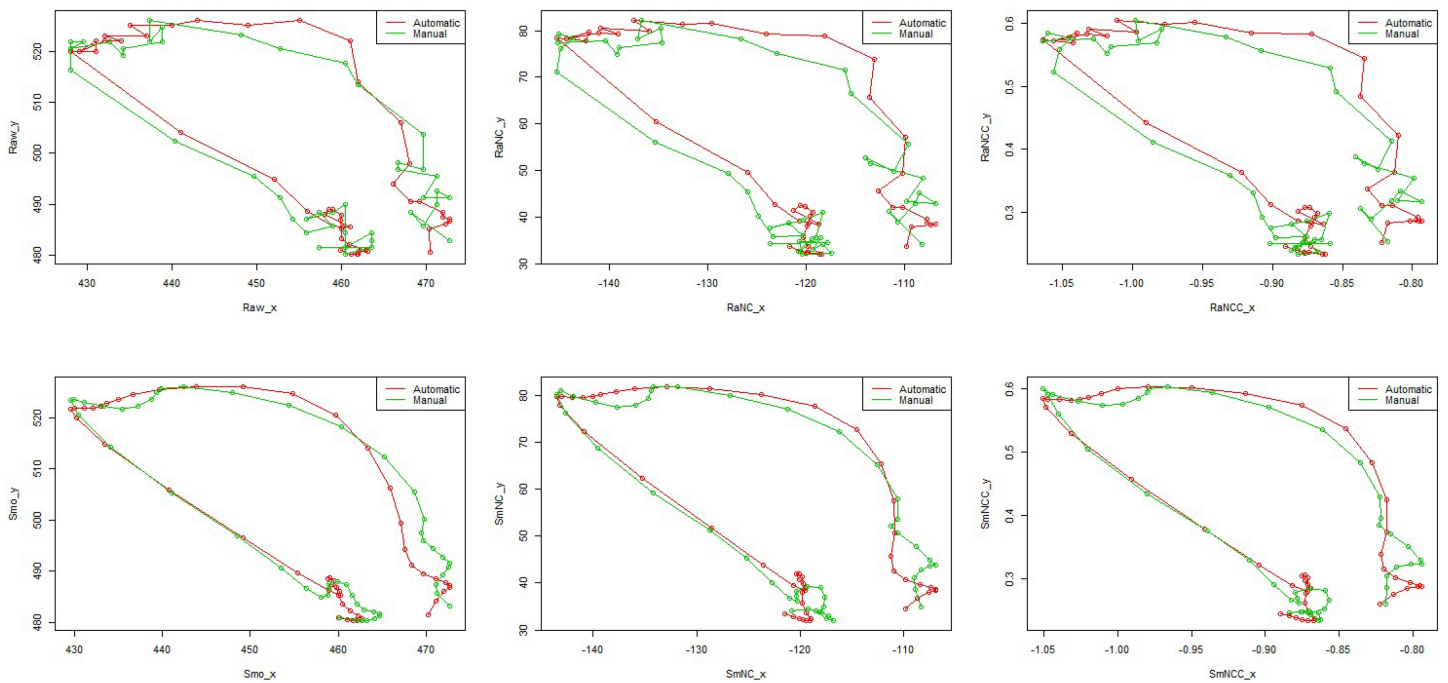 Automatic
Manual
Raw_y
480 490 500 510 520
430 440 450 460 470
Raw_x
Automatic
Manual
RaNC_y
30 40 50 60 70 80
-140 -130 -120 -110
RaNC_x
Automatic
Manual
RaNCC_y
0.3 0.4 0.5 0.6
-1.05 -1.00 -0.95 -0.90 -0.85 -0.80
RaNCC_x
Automatic
Manual
Smo_y
480 490 500 510 520
430 440 450 460 470
Smo_x
Automatic
Manual
SmNC_y
30 40 50 60 70 80
-140 -130 -120 -110
SmNC_x
Automatic
Manual
SmNCC_y
0.3 0.4 0.5 0.6
-1.05 -1.00 -0.95 -0.90 -0.85 -0.80
SmNCC_x